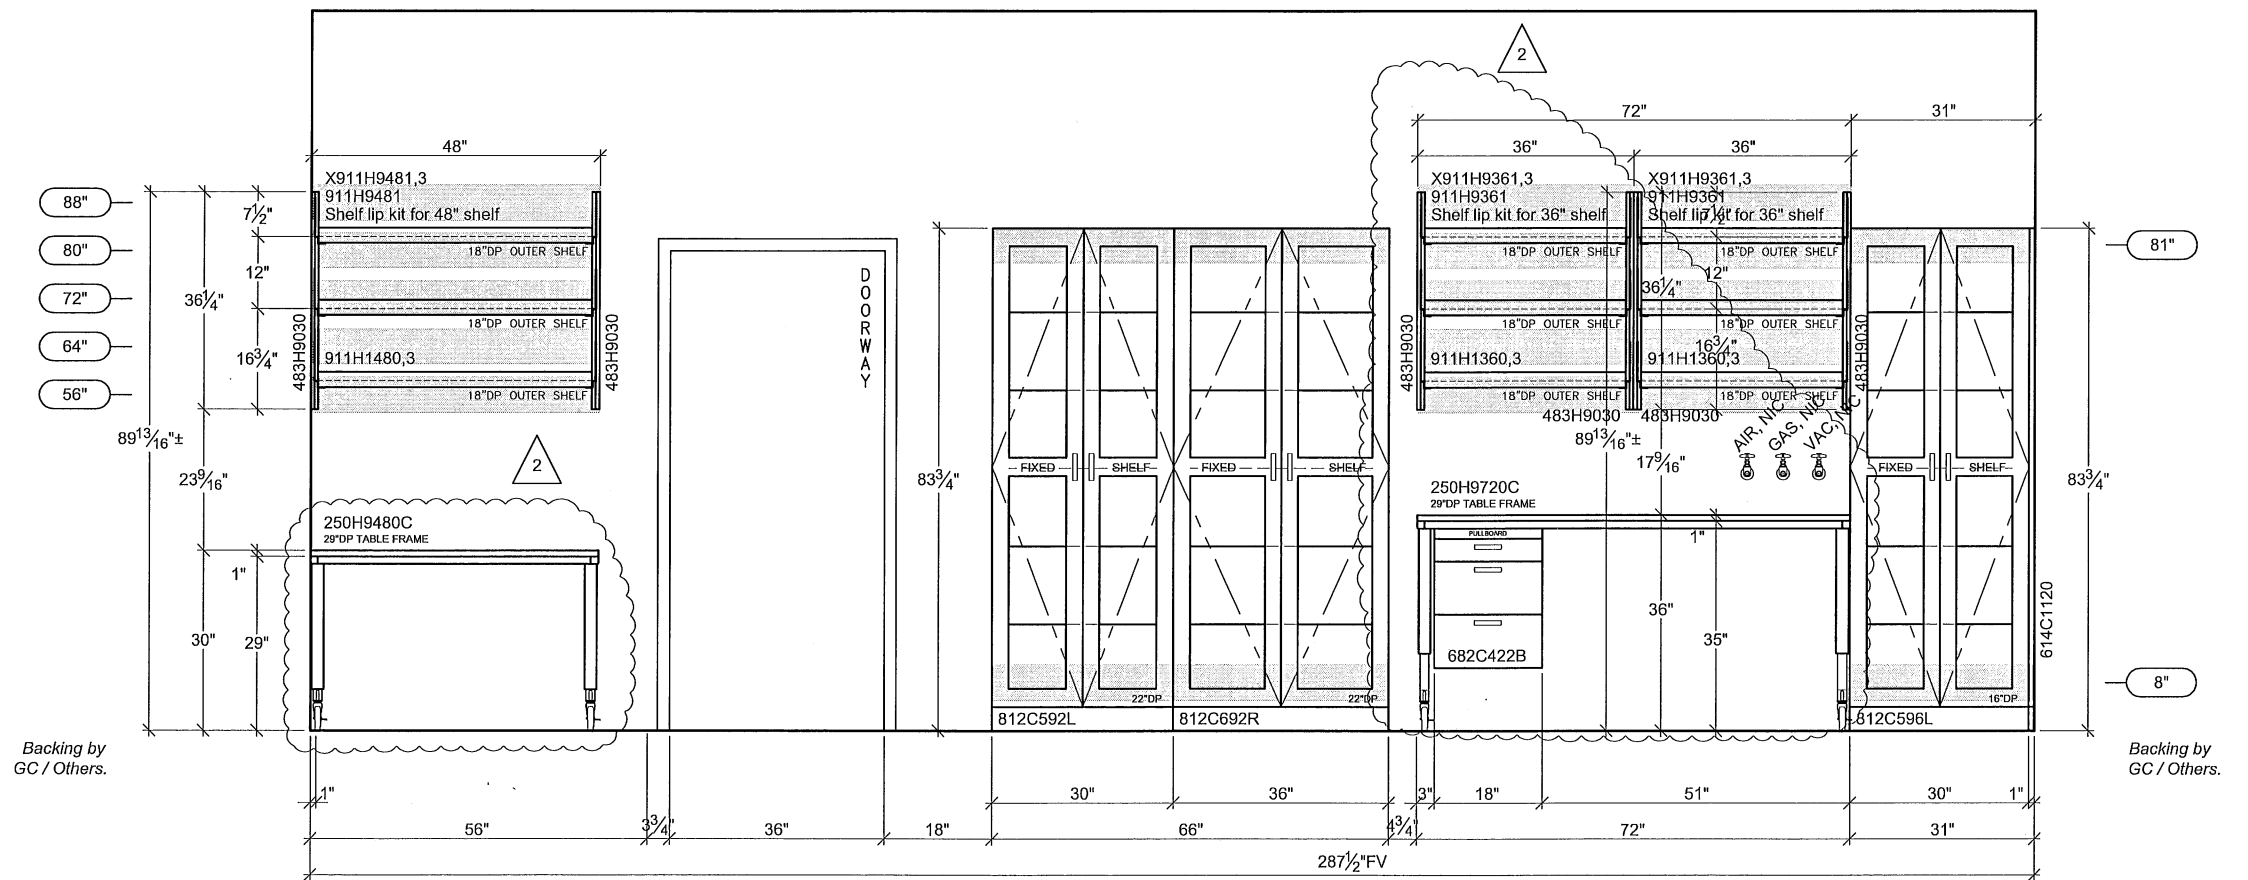 2
72"
31"
48"
36"
36"
X911H9481,3
911H9481
Shelf lip kit for 48" shelf
X911H9361,3
911H9361
Shelf lip kit for 36" shelf
X911H9361,3
911H9361
Shelf lip kit for 36" shelf
88"
80"
72"
64"
56"
7½"
12"
16¾"
36¼"
89 13/16"±
23 9/16"
18"DP OUTER SHELF
18"DP OUTER SHELF
911H1480,3
18"DP OUTER SHELF
483H9030
483H9030
DOORWAY
7½"
18"DP OUTER SHELF
18"DP OUTER SHELF
12"
36¼"
18"DP OUTER SHELF
18"DP OUTER SHELF
16¾"
911H1360,3
911H1360,3
18"DP OUTER SHELF
18"DP OUTER SHELF
483H9030
483H9030
483H9030
483H9030
81"
AIR, NIC
GAS, NIC
VAC, NIC
89 13/16"±
17 9/16"
2
83¾"
FIXED SHELF
FIXED SHELF
FIXED SHELF
83¾"
250H9480C
29"DP TABLE FRAME
250H9720C
29"DP TABLE FRAME
PULLBOARD
1"
1"
30"
29"
36"
35"
682C422B
614C1120
8"
22"DP
22"DP
16"DP
812C592L
812C692R
812C596L
Backing by
GC / Others.
Backing by
GC / Others.
1"
30"
36"
3"
18"
51"
30"
1"
56"
3¾"
36"
18"
66"
4¾"
72"
31"
287½"FV